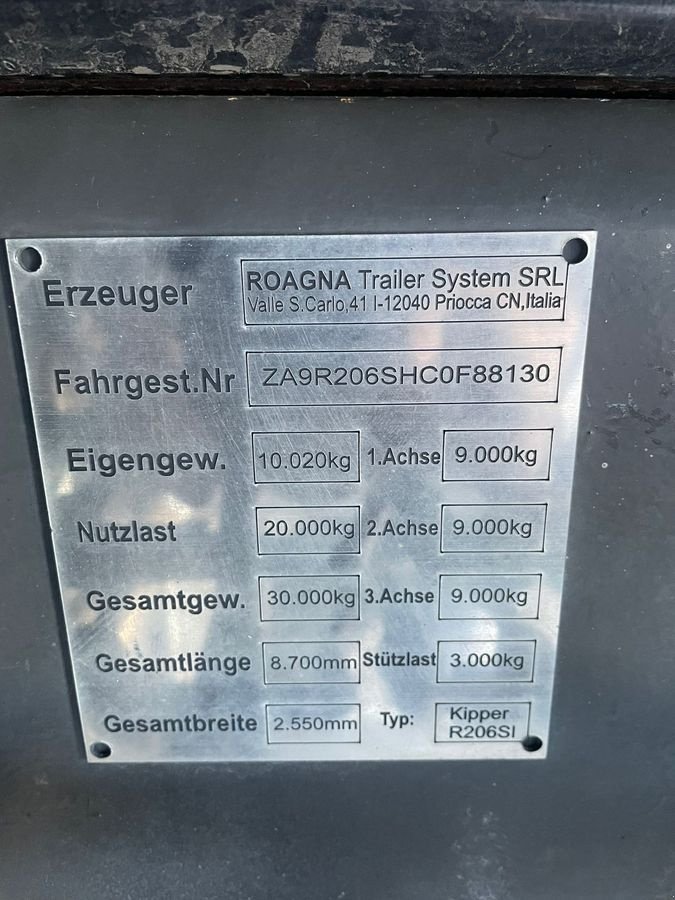 Erzeuger ROAGNA Trailer System SRL
Valle S.Carlo,41 I-12040 Priocca CN,Italia
Fahrgest.Nr ZA9R206SHC0F88130
Eigengew. 10.020kg 1.Achse 9.000kg
Nutzlast 20.000kg 2.Achse 9.000kg
Gesamtgew. 30.000kg 3.Achse 9.000kg
Gesamtlänge 8.700mm Stützlast 3.000kg
Gesamtbreite 2.550mm Typ: Kipper
R206SI